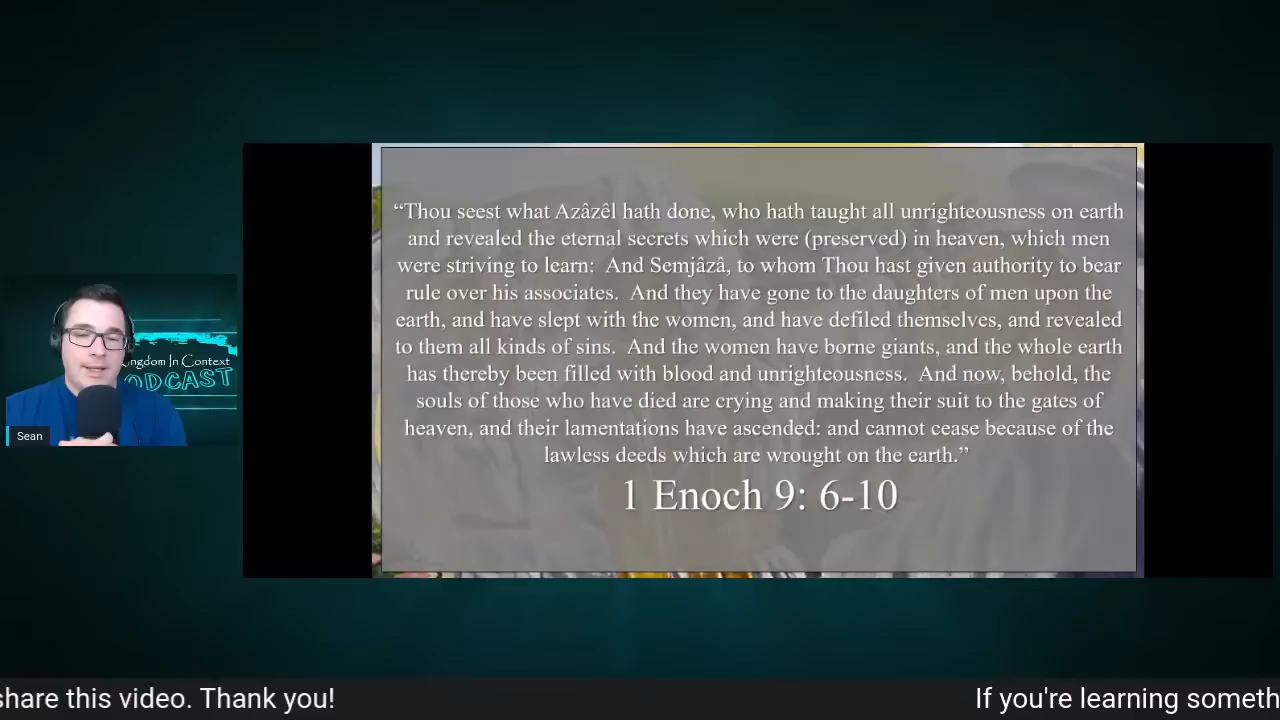 “Thou seest what Azâzêl hath done, who hath taught all unrighteousness on earth
and revealed the eternal secrets which were (preserved) in heaven, which men
were striving to learn:  And Semjâzâ, to whom Thou hast given authority to bear
rule over his associates.  And they have gone to the daughters of men upon the
earth, and have slept with the women, and have defiled themselves, and revealed
to them all kinds of sins.  And the women have borne giants, and the whole earth
has thereby been filled with blood and unrighteousness.  And now, behold, the
souls of those who have died are crying and making their suit to the gates of
heaven, and their lamentations have ascended: and cannot cease because of the
lawless deeds which are wrought on the earth.”
1 Enoch 9: 6-10
ingdom In Context
ODCAST
Sean
share this video. Thank you!
If you're learning someth